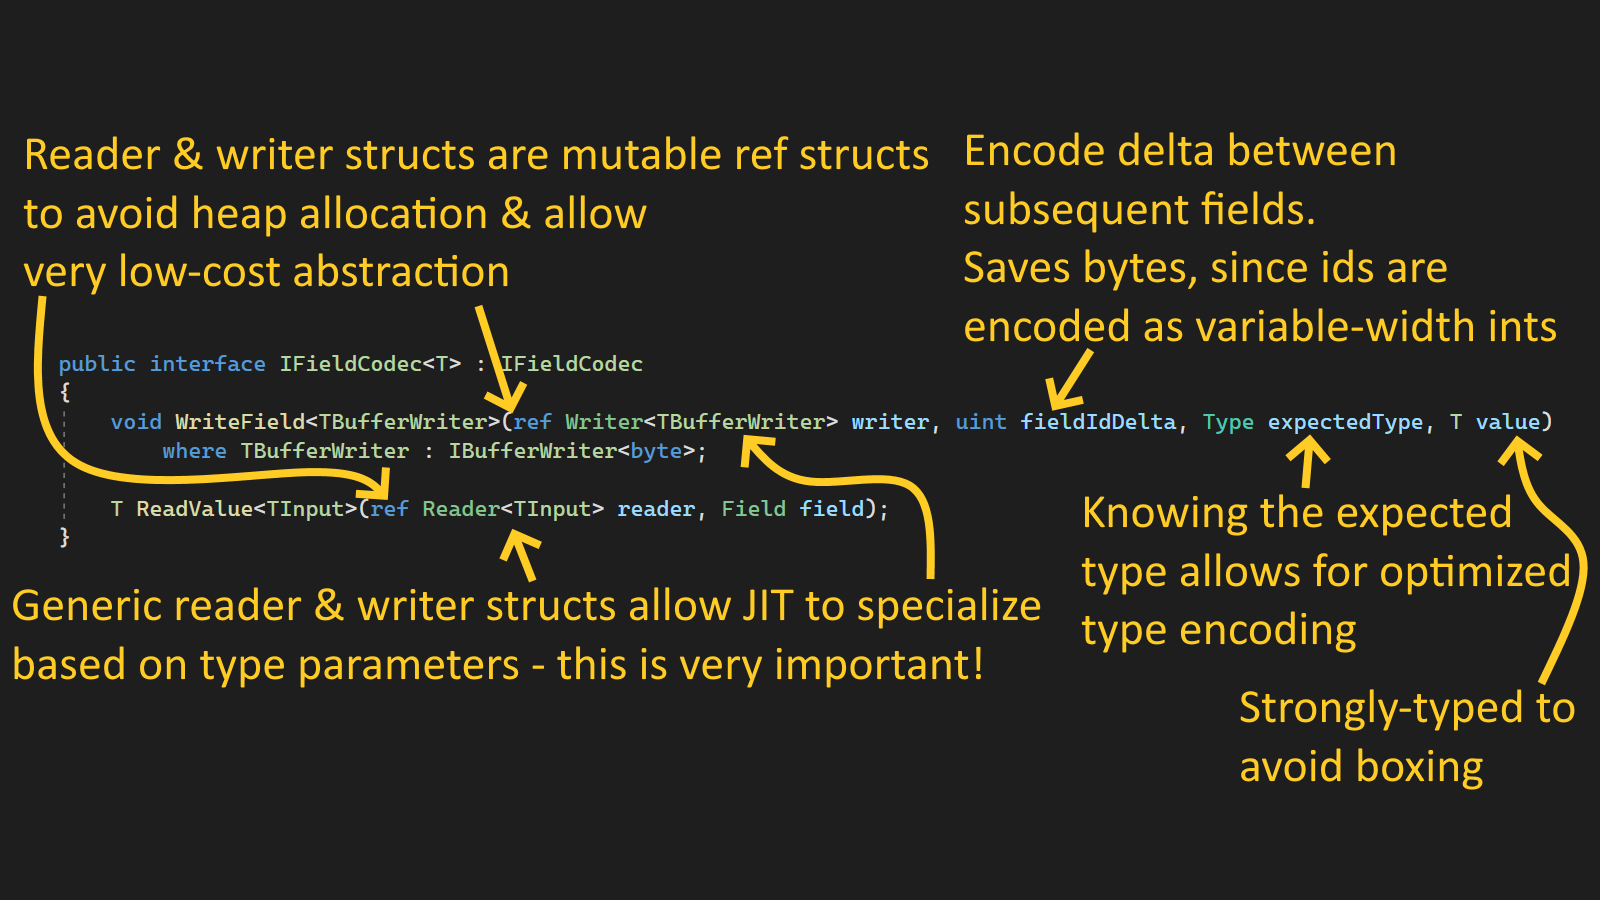 Reader & writer structs are mutable ref structs
to avoid heap allocation & allow
very low-cost abstraction
Encode delta between
subsequent fields.
Saves bytes, since ids are
encoded as variable-width ints
public interface IFieldCodec<T> : IFieldCodec
{
    void WriteField<TBufferWriter>(ref Writer<TBufferWriter> writer, uint fieldIdDelta, Type expectedType, T value)
        where TBufferWriter : IBufferWriter<byte>;
    T ReadValue<TInput>(ref Reader<TInput> reader, Field field);
}
Generic reader & writer structs allow JIT to specialize
based on type parameters - this is very important!
Knowing the expected
type allows for optimized
type encoding
Strongly-typed to
avoid boxing